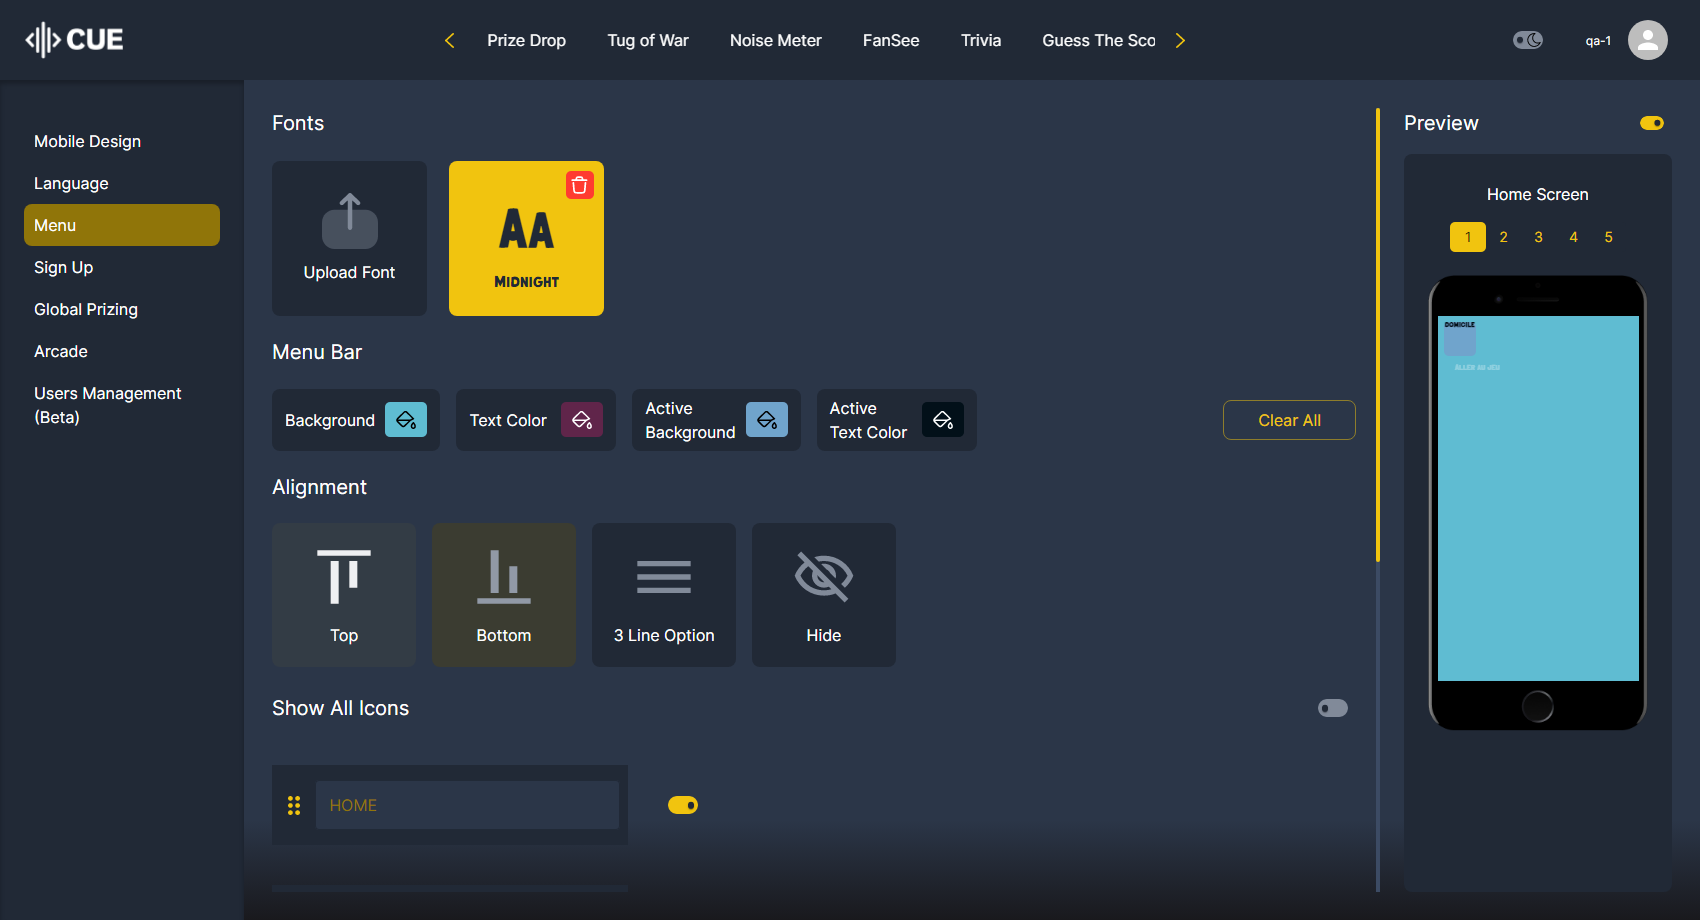 CUE
Prize Drop
Tug of War
Noise Meter
FanSee
Trivia
Guess The Sco
qa-1
Mobile Design
Language
Menu
Sign Up
Global Prizing
Arcade
Users Management
(Beta)
Fonts
Upload Font
AA
MIDNIGHT
Menu Bar
Background
Text Color
Active
Background
Active
Text Color
Clear All
Alignment
Top
Bottom
3 Line Option
Hide
Show All Icons
HOME
Preview
Home Screen
1 2 3 4 5
DOMICILE
ALLER AU JEU